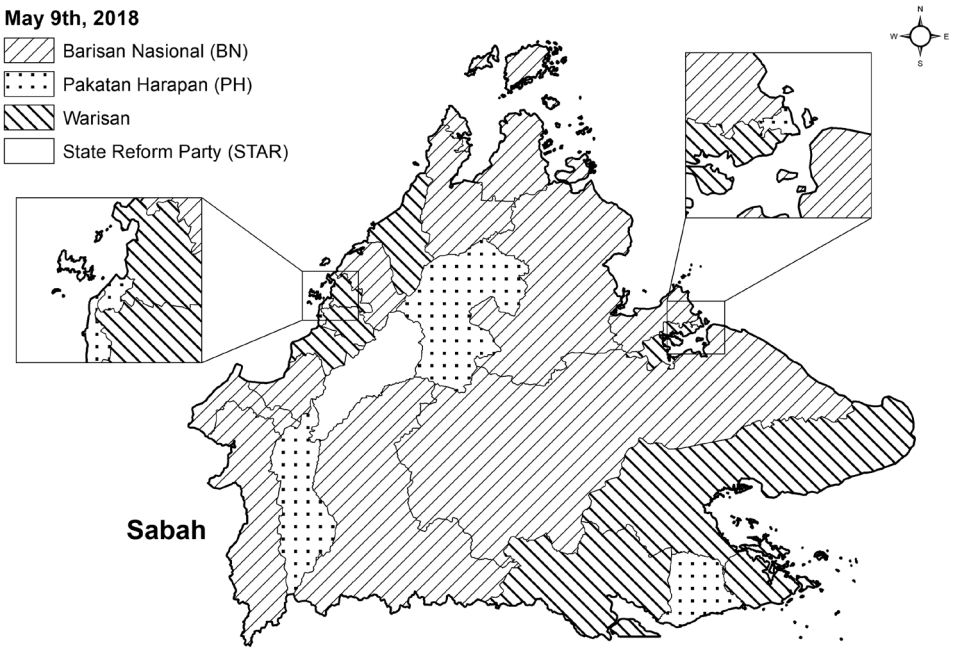 May 9th, 2018
Barisan Nasional (BN)
Pakatan Harapan (PH)
Warisan
State Reform Party (STAR)
N
W E
S
Sabah